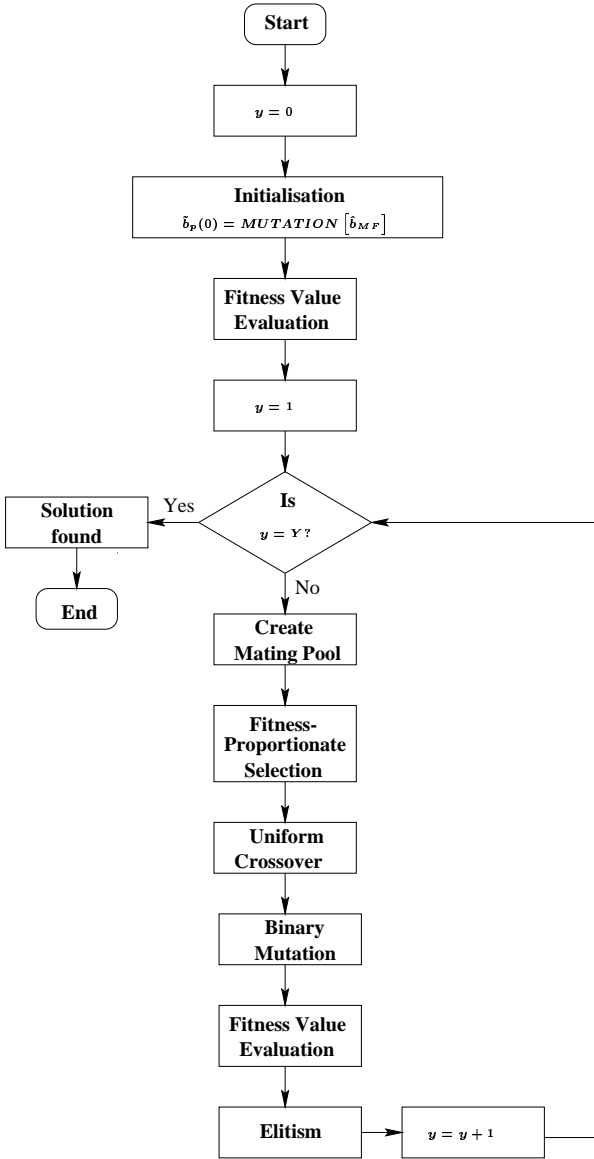 Start
y = 0
Initialisation
b̃ₚ(0) = MUTATION [b̂_MF]
Fitness Value
Evaluation
y = 1
Is
y = Y?
Yes
Solution
found
End
No
Create
Mating Pool
Fitness-
Proportionate
Selection
Uniform
Crossover
Binary
Mutation
Fitness Value
Evaluation
Elitism
y = y + 1